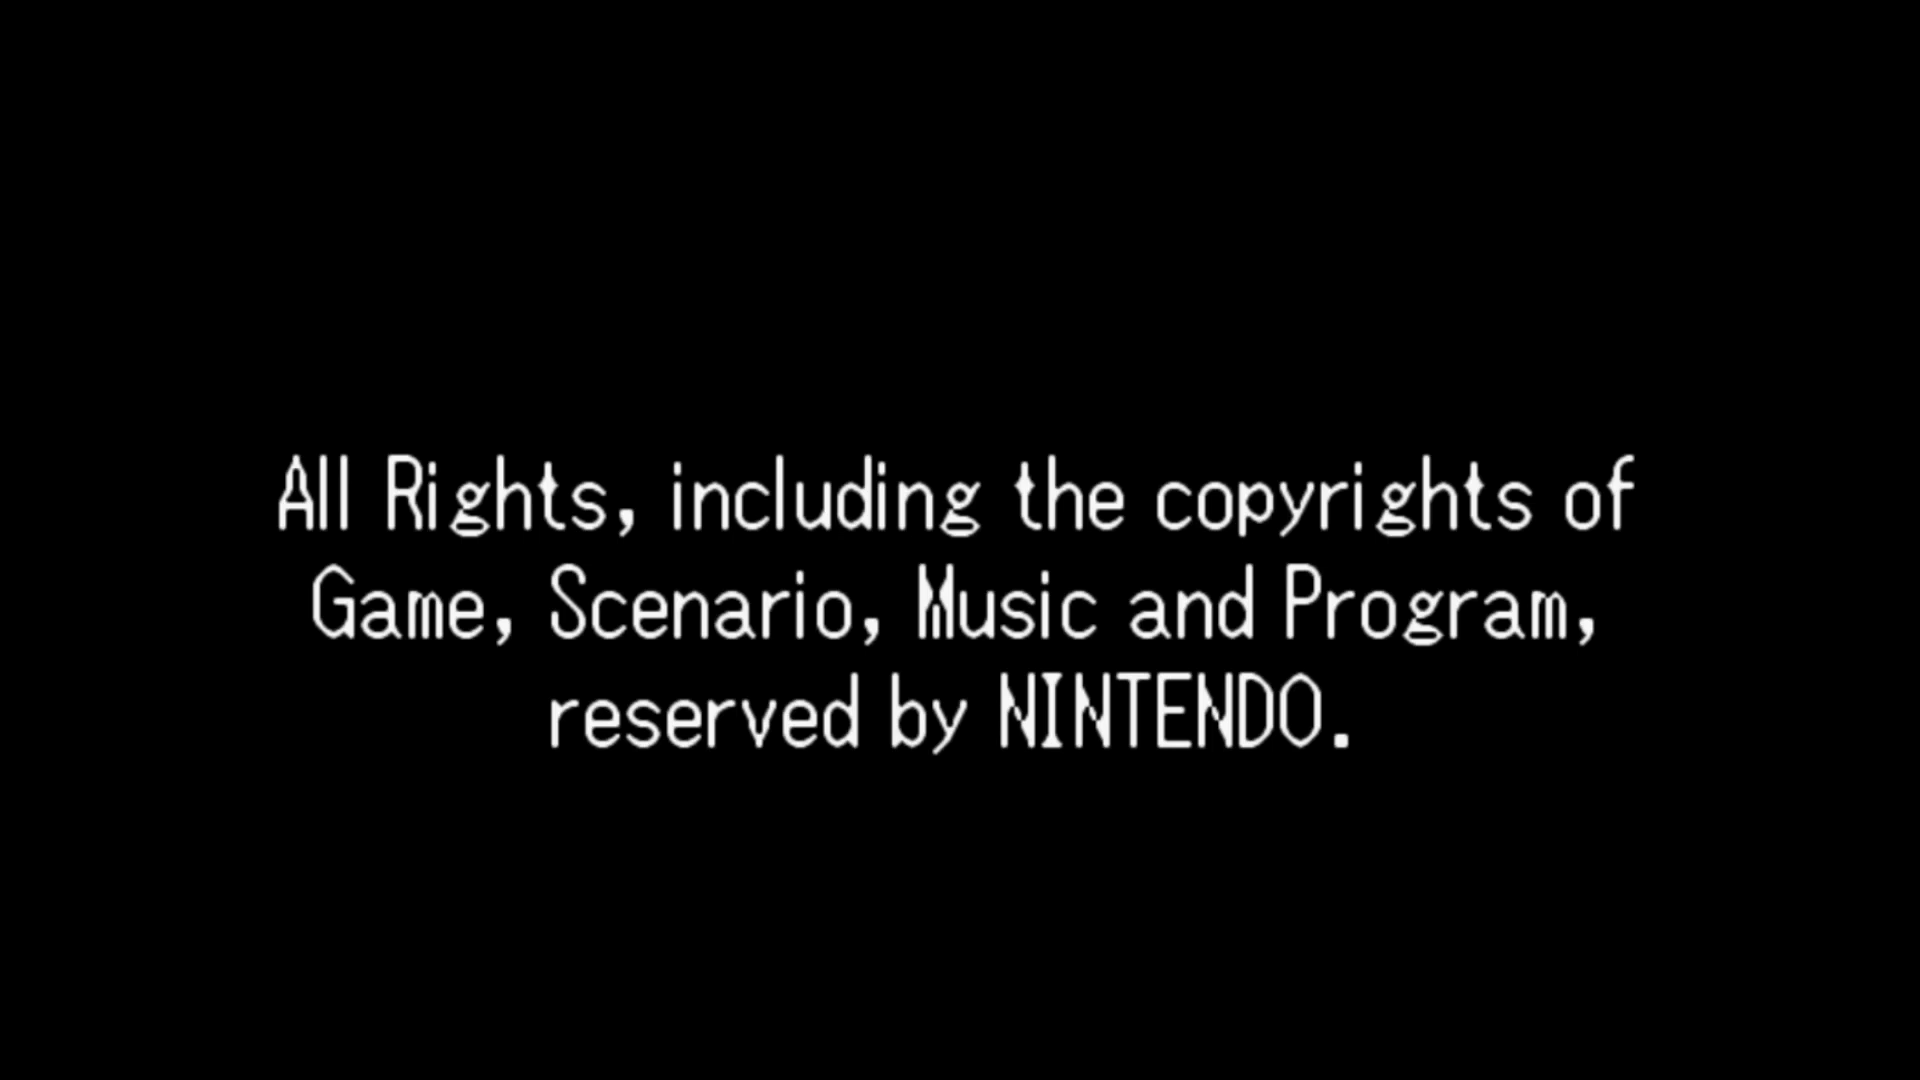 All Rights, including the copyrights of
Game, Scenario, Music and Program,
reserved by NINTENDO.